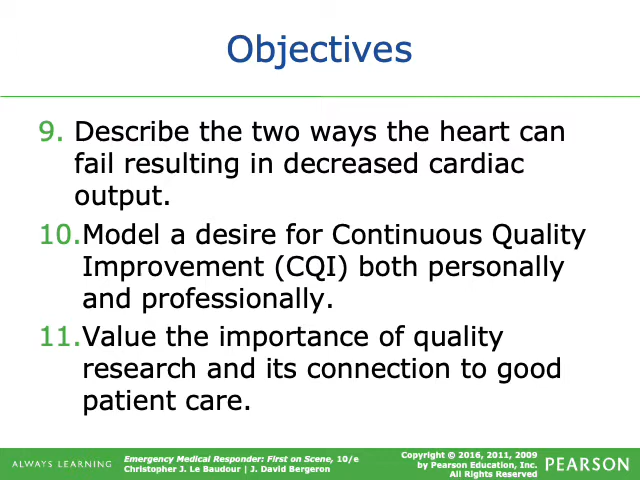 Objectives
9. Describe the two ways the heart can
fail resulting in decreased cardiac
output.
10.Model a desire for Continuous Quality
Improvement (CQI) both personally
and professionally.
11.Value the importance of quality
research and its connection to good
patient care.
ALWAYS LEARNING
Emergency Medical Responder: First on Scene, 10/e
Christopher J. Le Baudour | J. David Bergeron
Copyright © 2016, 2011, 2009
by Pearson Education, Inc.
All Rights Reserved
PEARSON